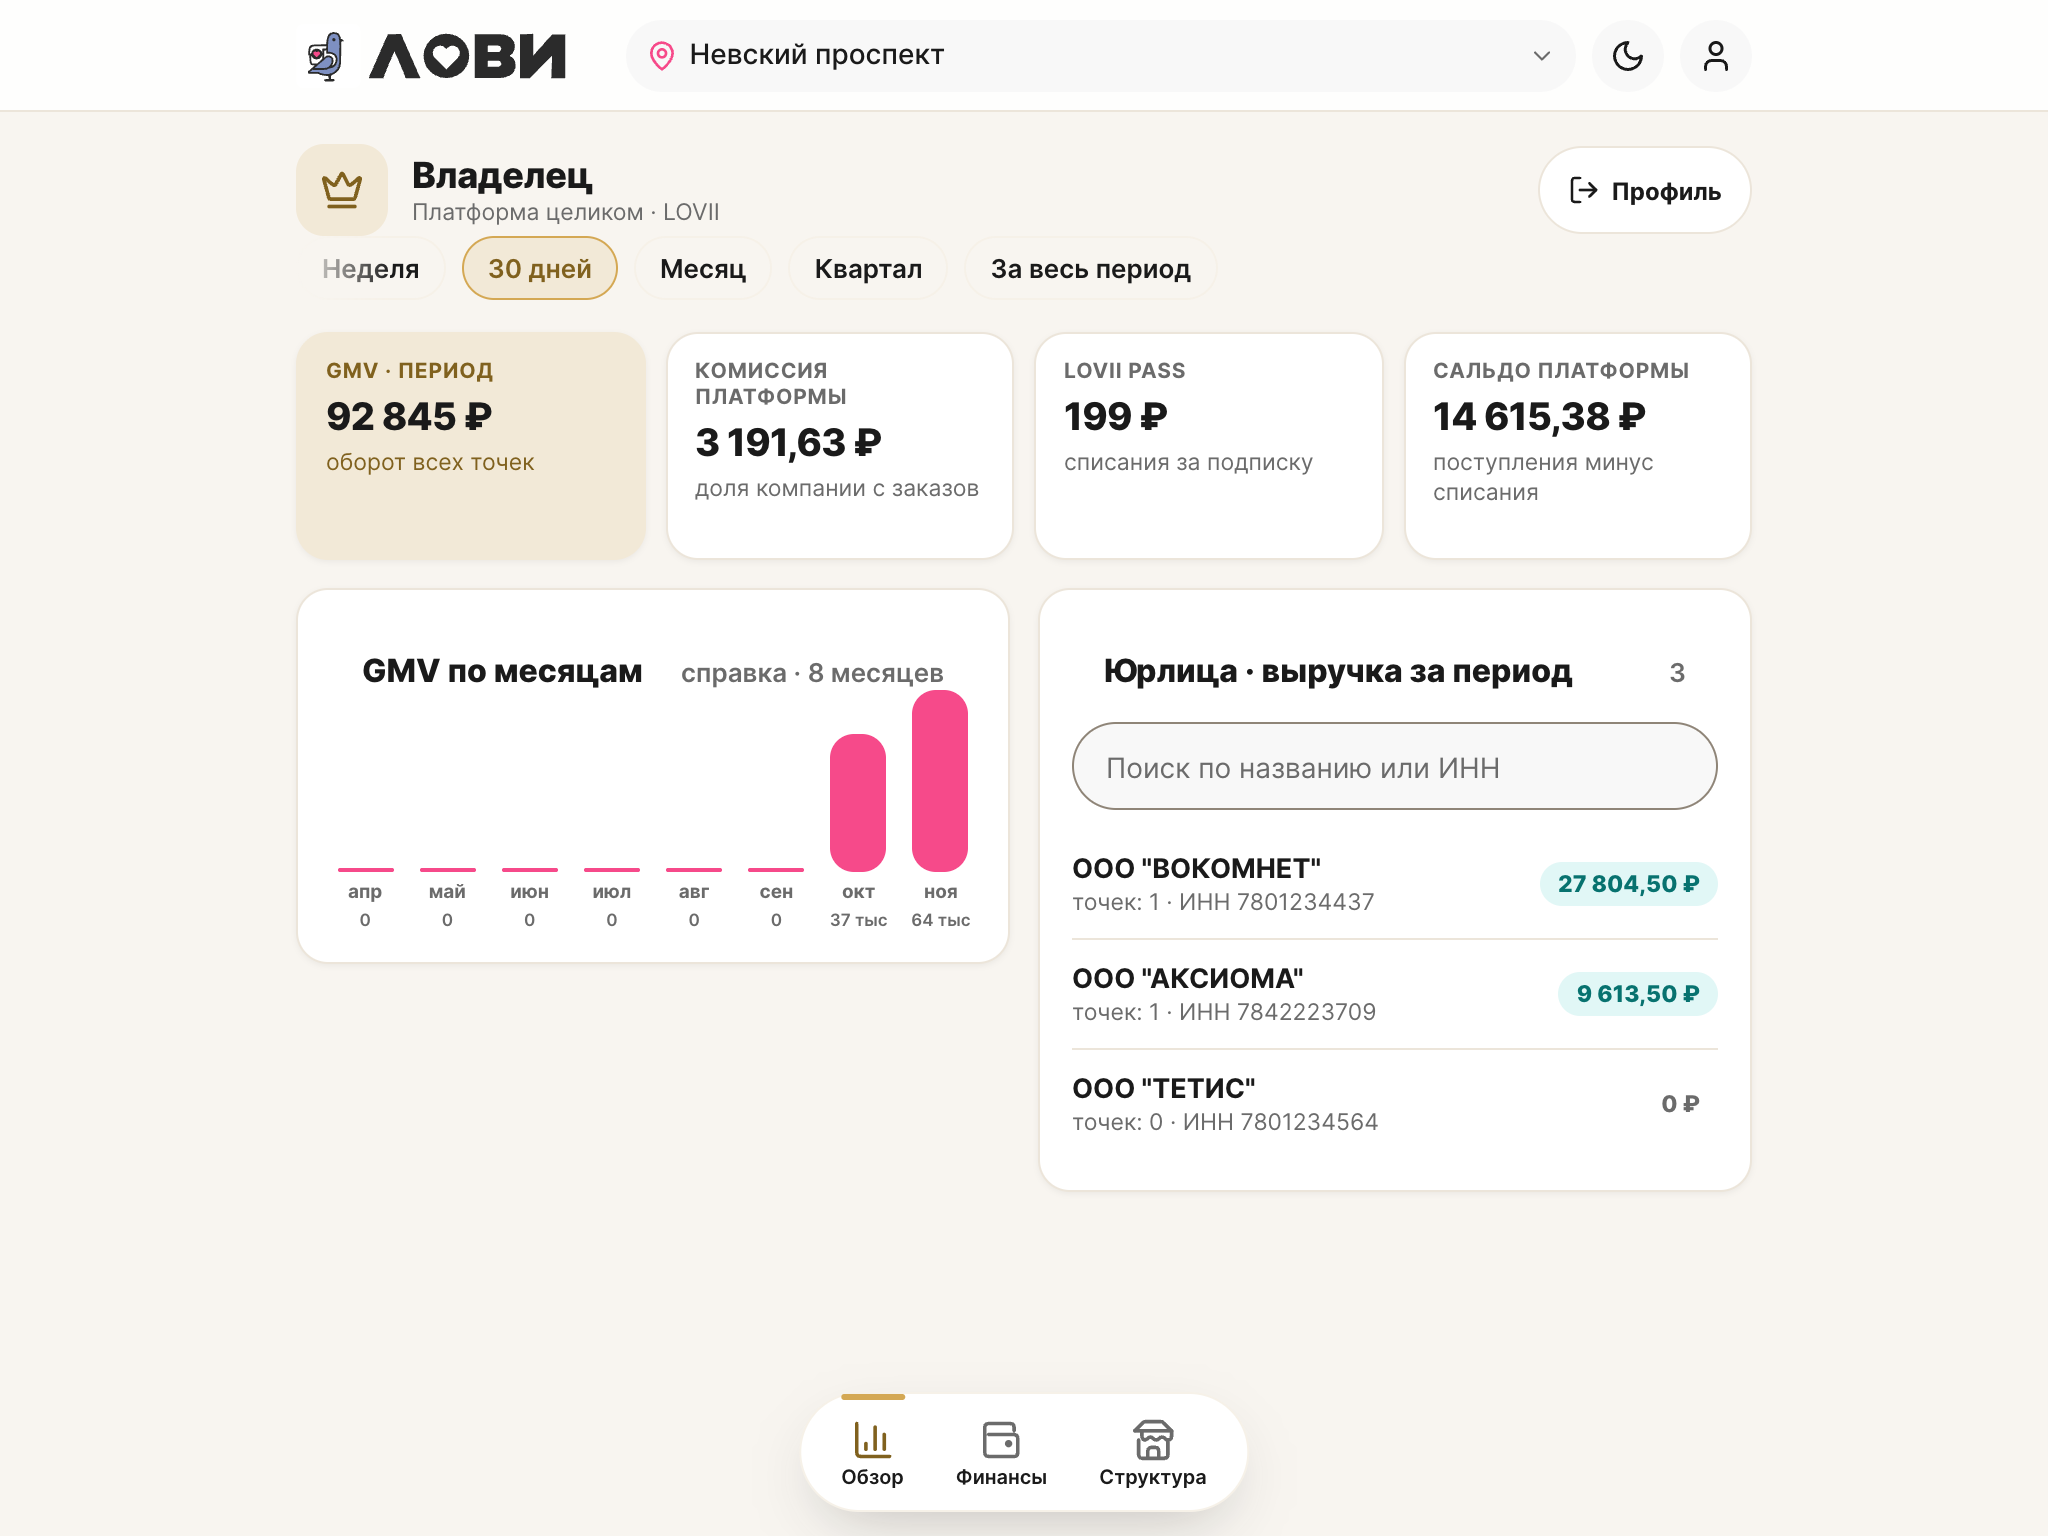 ЛОВИ
Невский проспект
Владелец
Платформа целиком · LOVII
Профиль
Неделя
30 дней
Месяц
Квартал
За весь период
GMV · ПЕРИОД
92 845 ₽
оборот всех точек
КОМИССИЯ
ПЛАТФОРМЫ
3 191,63 ₽
доля компании с заказов
LOVII PASS
199 ₽
списания за подписку
САЛЬДО ПЛАТФОРМЫ
14 615,38 ₽
поступления минус
списания
GMV по месяцам
справка · 8 месяцев
апр
май
июн
июл
авг
сен
окт
ноя
0
0
0
0
0
0
37 тыс
64 тыс
Юрлица · выручка за период
3
Поиск по названию или ИНН
ООО "ВОКОМНЕТ"
точек: 1 · ИНН 7801234437
27 804,50 ₽
ООО "АКСИОМА"
точек: 1 · ИНН 7842223709
9 613,50 ₽
ООО "ТЕТИС"
точек: 0 · ИНН 7801234564
0 ₽
Обзор
Финансы
Структура